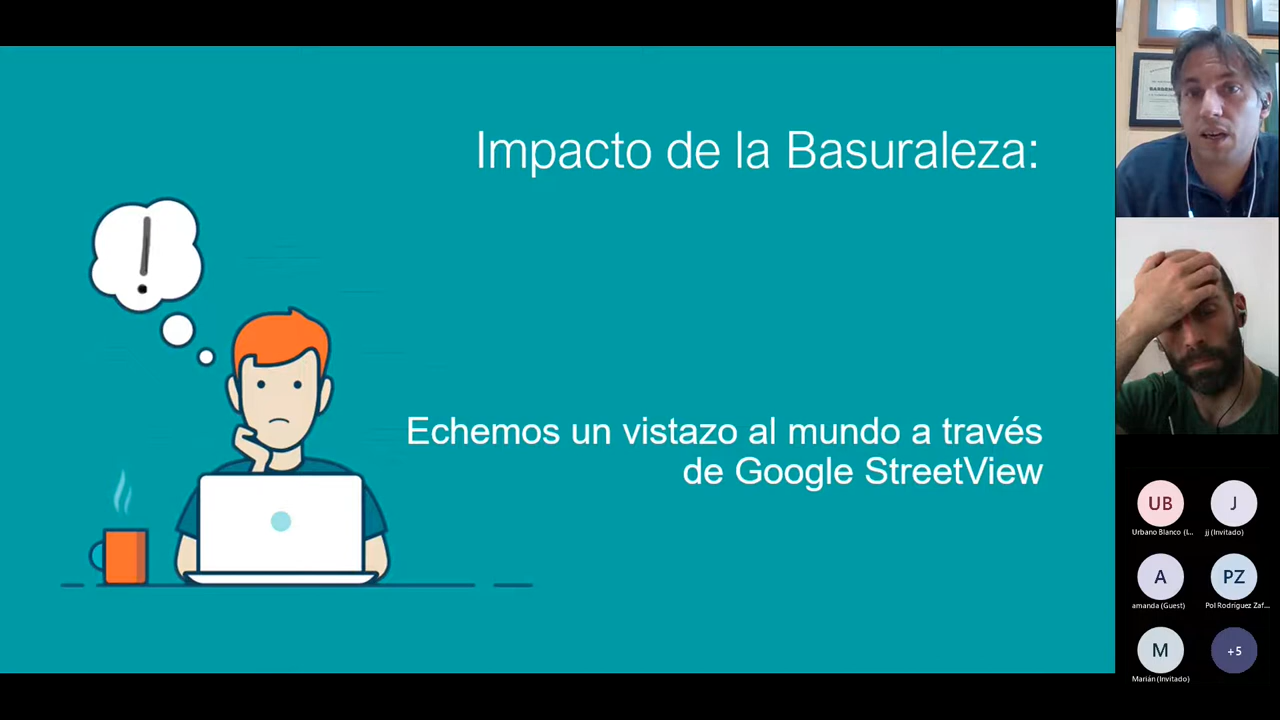 Impacto de la Basuraleza:
!
Echemos un vistazo al mundo a través
de Google StreetView
UB
J
Urbano Blanco (I...
jj (Invitado)
A
PZ
amanda (Guest)
Pol Rodríguez Zaf...
M
+5
Marián (Invitado)